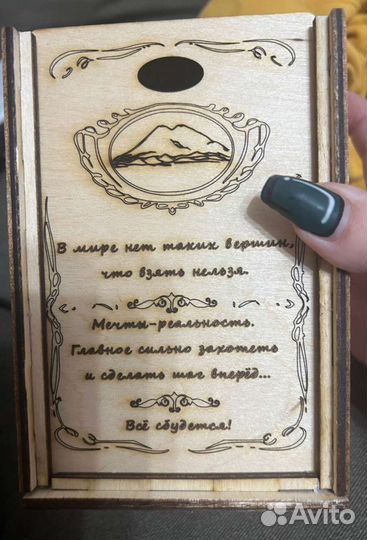 В мире нет таких вершин,
что взять нельзя.
Мечты-реальность.
Главное сильно захотеть
и сделать шаг вперёд...
Всё сбудется!
Avito